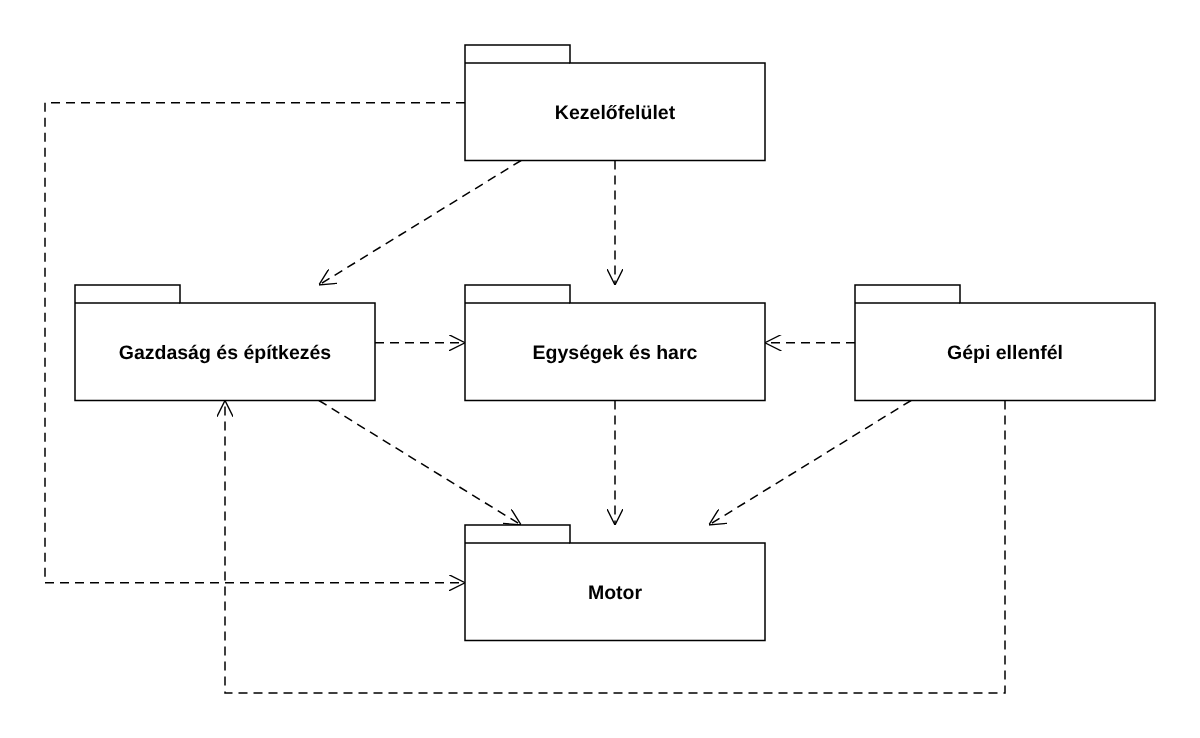 Kezelőfelület
Gazdaság és építkezés
Egységek és harc
Gépi ellenfél
Motor